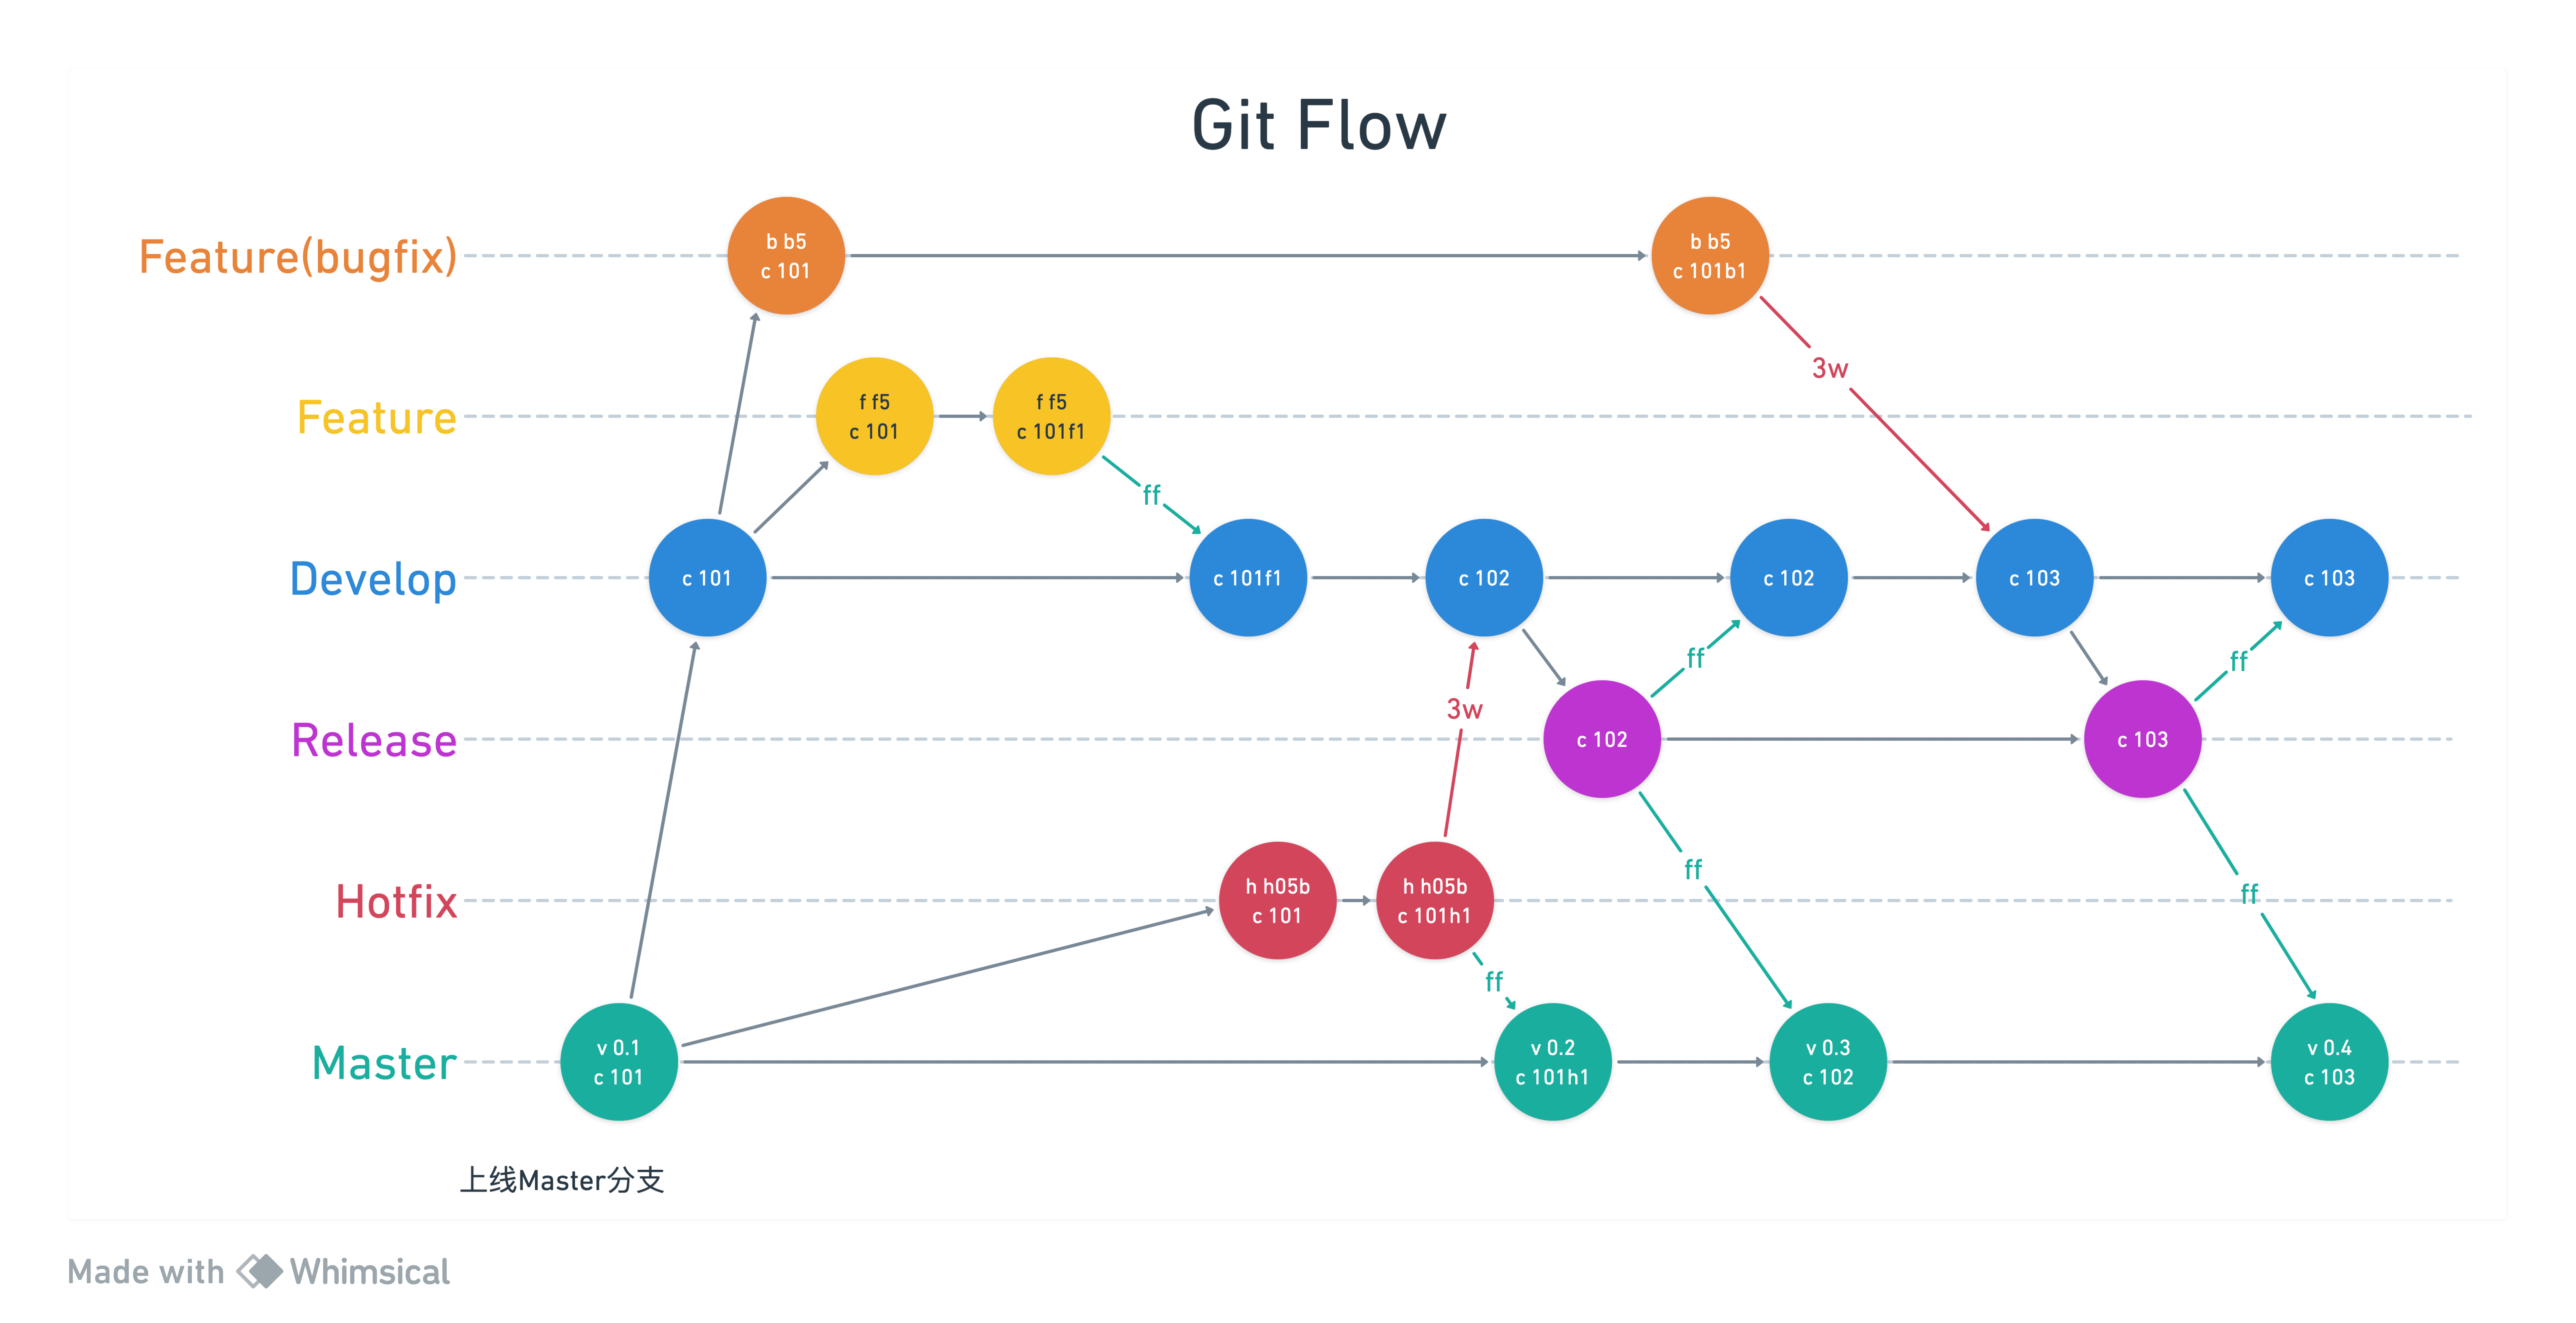 Git Flow
Feature(bugfix)
b b5
c 101
b b5
c 101b1
3w
Feature
f f5
c 101
f f5
c 101f1
ff
Develop
c 101
c 101f1
c 102
c 102
c 103
c 103
ff
ff
3w
Release
c 102
c 103
ff
ff
Hotfix
h h05b
c 101
h h05b
c 101h1
ff
Master
v 0.1
c 101
v 0.2
c 101h1
v 0.3
c 102
v 0.4
c 103
上线Master分支
Made with Whimsical